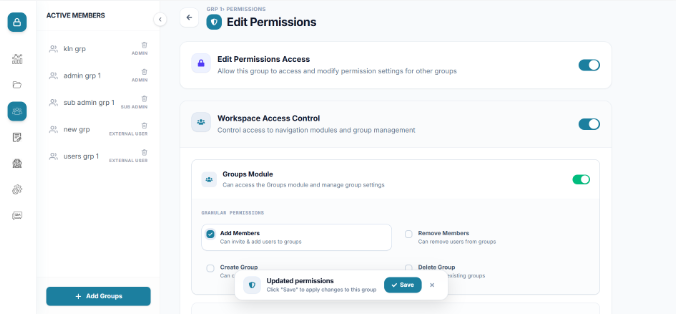 ACTIVE MEMBERS
kln grp
ADMIN
admin grp 1
ADMIN
sub admin grp 1
SUB ADMIN
new grp
EXTERNAL USER
users grp 1
EXTERNAL USER
+ Add Groups
GRP 1: PERMISSIONS
Edit Permissions
Edit Permissions Access
Allow this group to access and modify permission settings for other groups
Workspace Access Control
Control access to navigation modules and group management
Groups Module
Can access the Groups module and manage group settings
GRANULAR PERMISSIONS
Add Members
Can invite & add users to groups
Remove Members
Can remove users from groups
Create Group
Delete Group
existing groups
Updated permissions
Click "Save" to apply changes to this group
Save